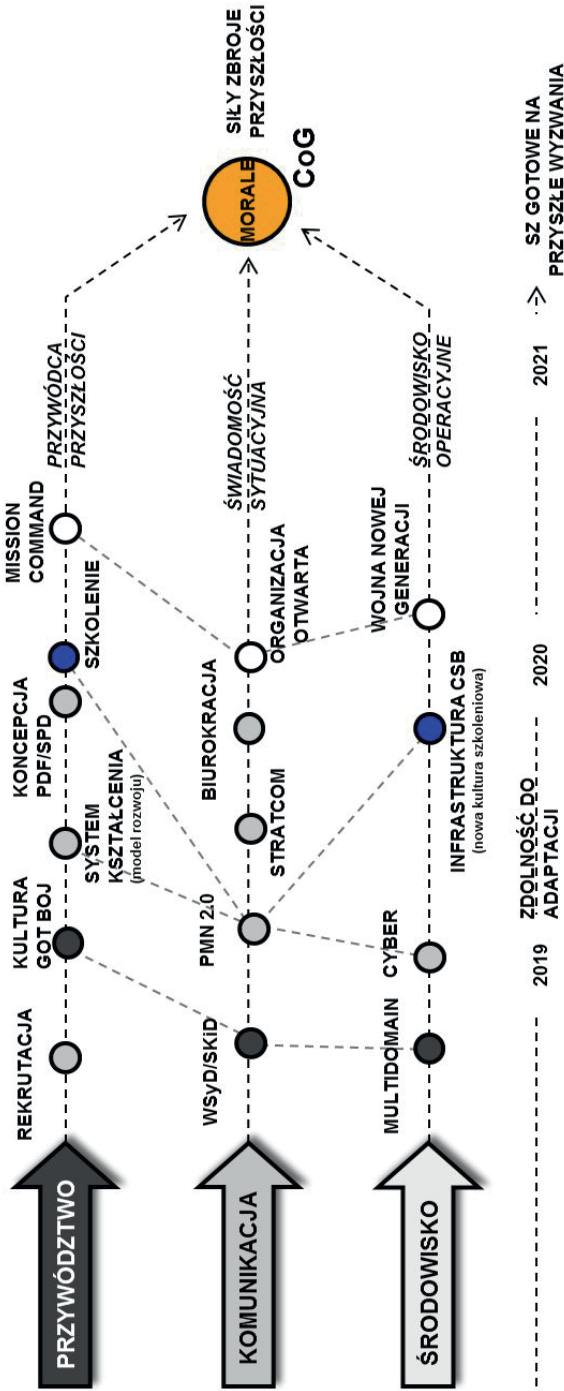 PRZYWÓDZTWO
REKRUTACJA
KULTURA
GOT BOJ
SYSTEM
KSZTAŁCENIA
(model rozwoju)
KONCEPCJA
PDF/SPD
SZKOLENIE
MISSION
COMMAND
PRZYWÓDCA
PRZYSZŁOŚCI
KOMUNIKACJA
WSyD/SKiD
PMN 2.0
STRATCOM
BIUROKRACJA
ORGANIZACJA
OTWARTA
ŚWIADOMOŚĆ
SYTUACYJNA
MORALE
SIŁY ZBROJE
PRZYSZŁOŚCI
CoG
ŚRODOWISKO
MULTIDOMAIN
CYBER
INFRASTRUKTURA CSB
(nowa kultura szkoleniowa)
WOJNA NOWEJ
GENERACJI
ŚRODOWISKO
OPERACYJNE
2019
ZDOLNOŚĆ DO
ADAPTACJI
2020
2021
SZ GOTOWE NA
PRZYSZŁE WYZWANIA